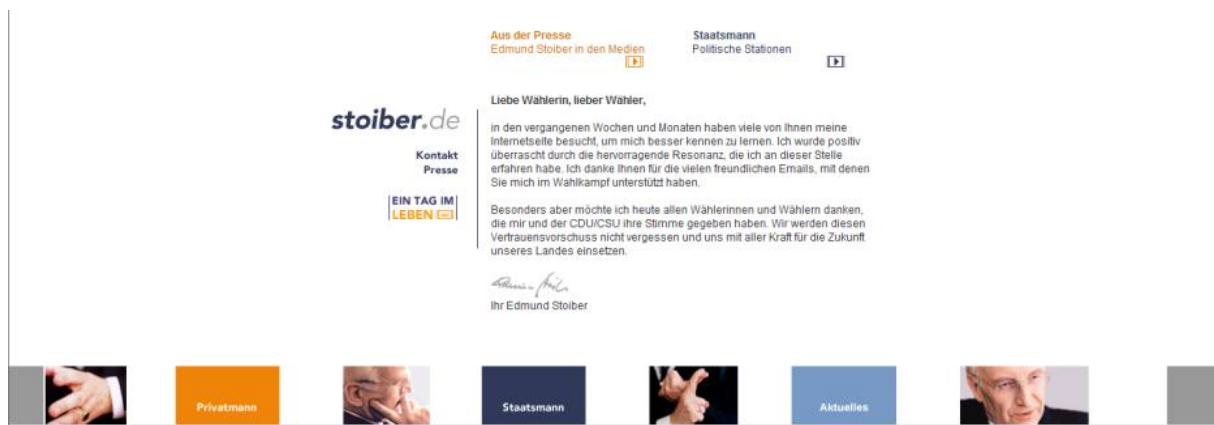 Aus der Presse
Edmund Stoiber in den Medien
Staatsmann
Politische Stationen
stoiber.de
Kontakt
Presse
EIN TAG IM
LEBEN
Liebe Wählerin, lieber Wähler,
in den vergangenen Wochen und Monaten haben viele von Ihnen meine
Internetseite besucht, um mich besser kennen zu lernen. Ich wurde positiv
überrascht durch die hervorragende Resonanz, die ich an dieser Stelle
erfahren habe. Ich danke Ihnen für die vielen freundlichen Emails, mit denen
Sie mich im Wahlkampf unterstützt haben.
Besonders aber möchte ich heute allen Wählerinnen und Wählern danken,
die mir und der CDU/CSU ihre Stimme gegeben haben. Wir werden diesen
Vertrauensvorschuss nicht vergessen und uns mit aller Kraft für die Zukunft
unseres Landes einsetzen.
Ihr Edmund Stoiber
Privatmann
Staatsmann
Aktuelles